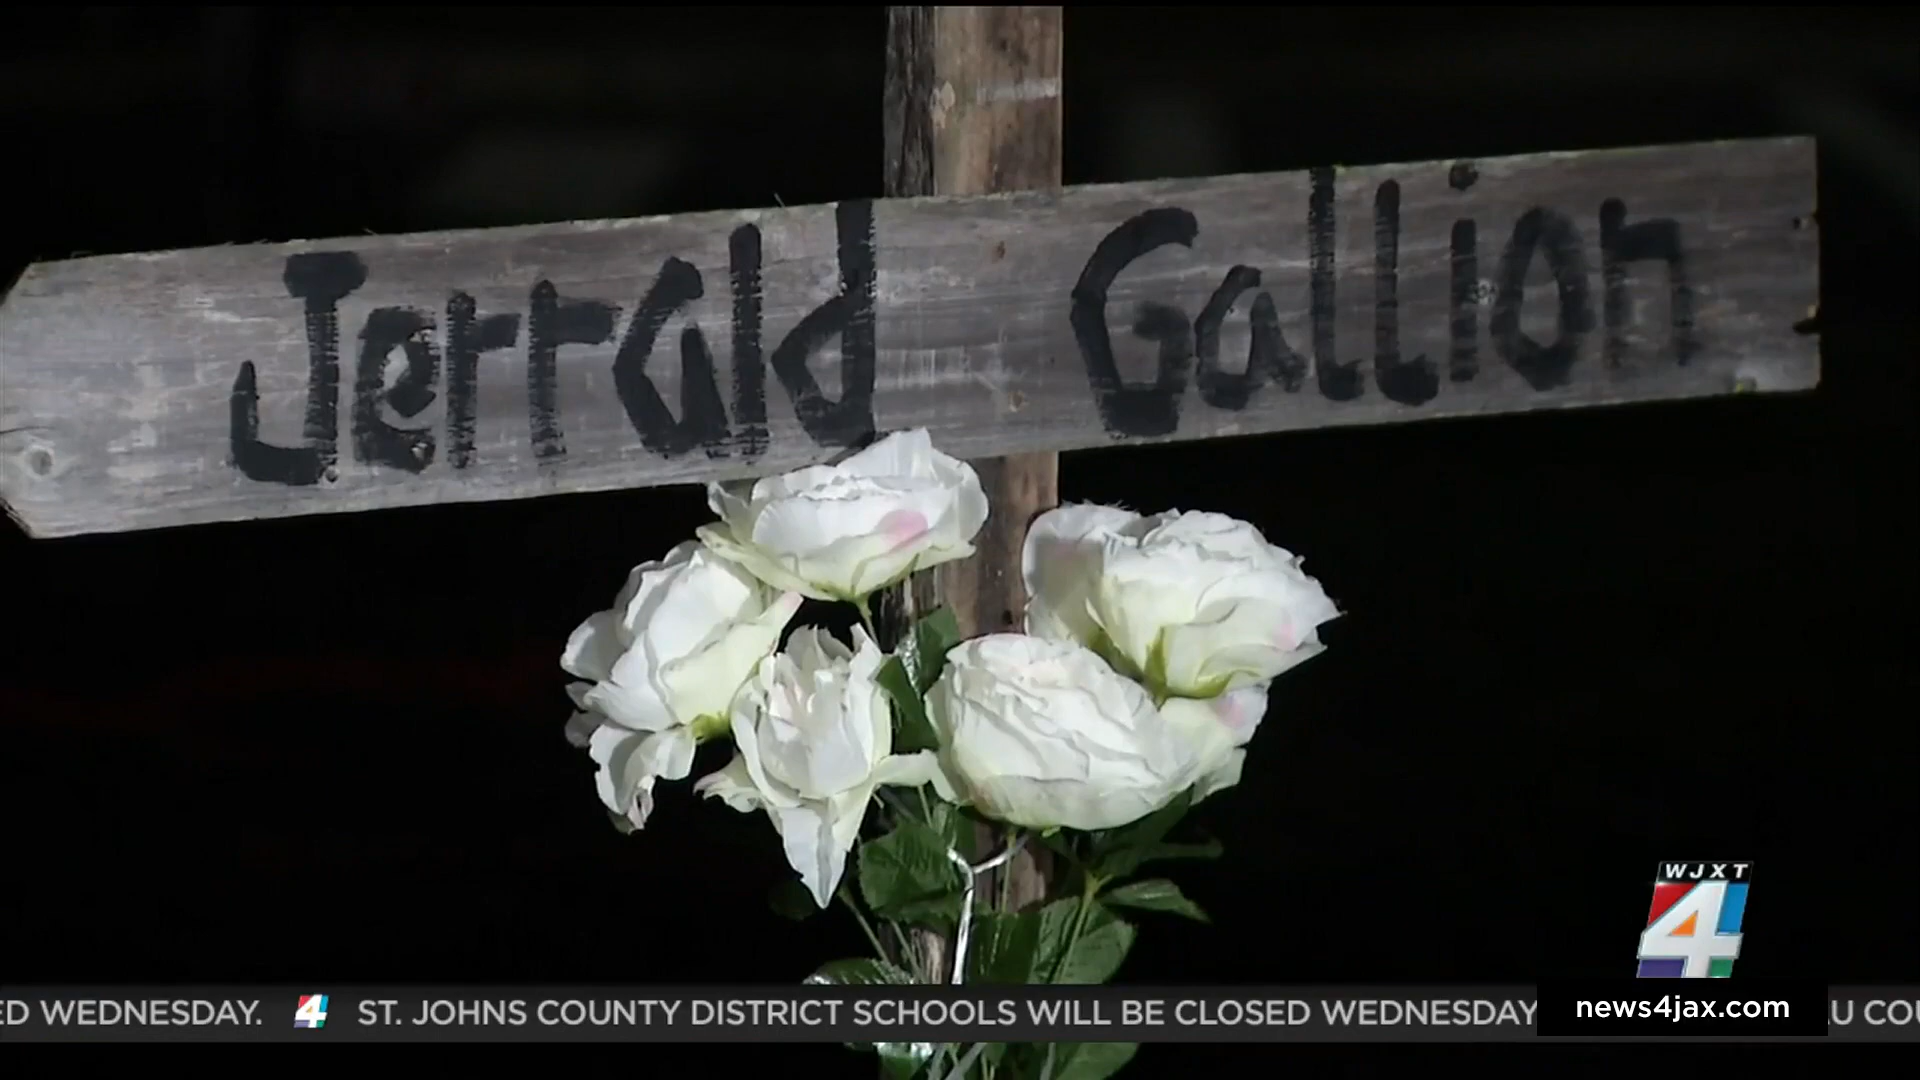 Jerrald Gallion
WJXT
4
ED WEDNESDAY. 4 ST. JOHNS COUNTY DISTRICT SCHOOLS WILL BE CLOSED WEDNESDAY
news4jax.com